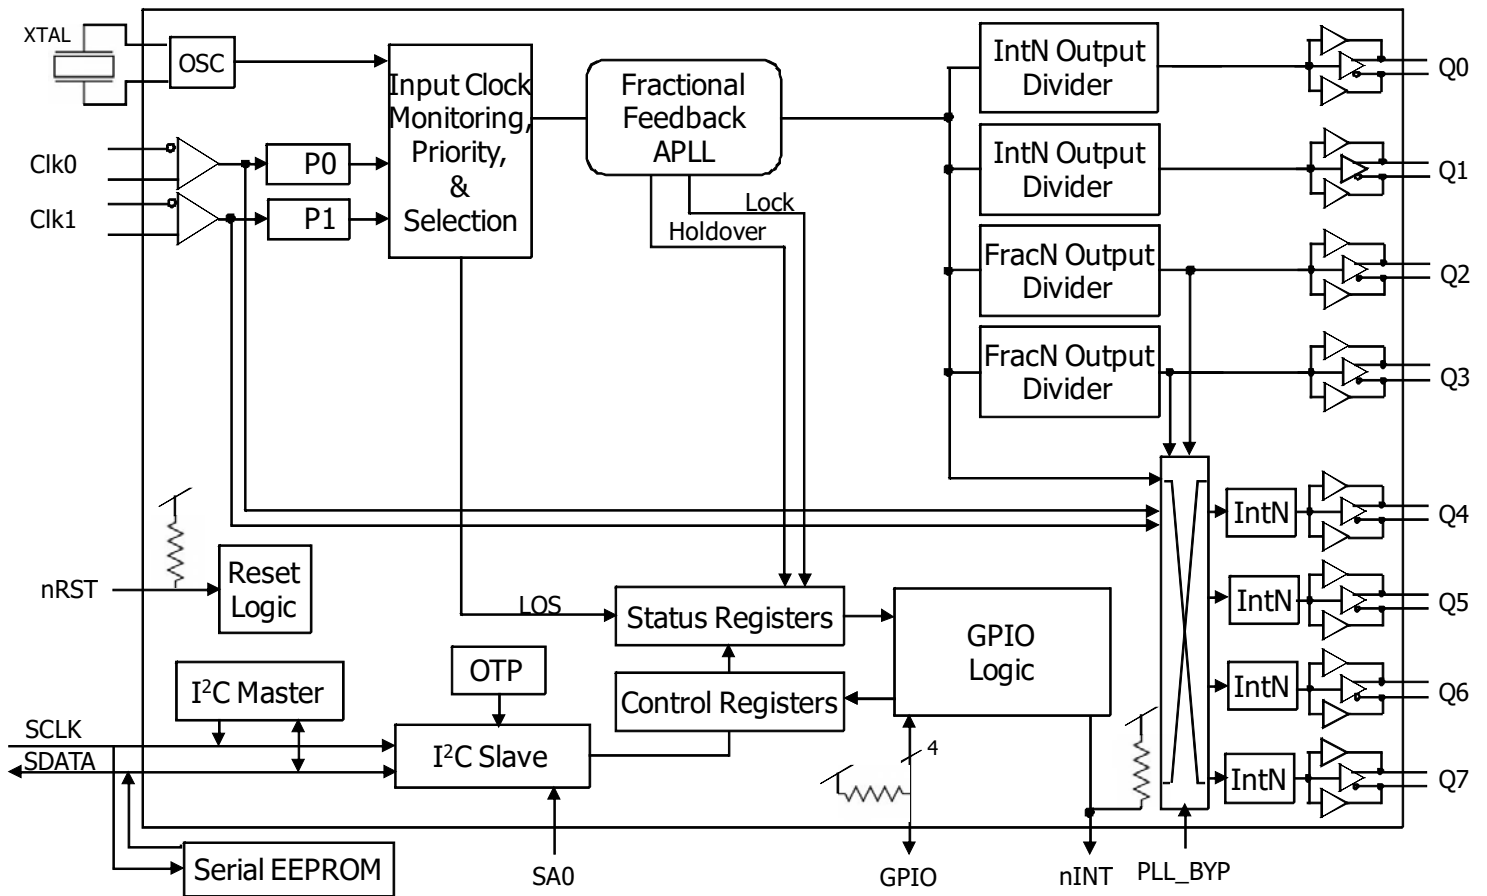 XTAL
OSC
Input Clock
Monitoring,
Priority,
&
Selection
Fractional
Feedback
APLL
IntN Output
Divider
Q0
Clk0
P0
IntN Output
Divider
Q1
Clk1
P1
Lock
Holdover
FracN Output
Divider
Q2
FracN Output
Divider
Q3
IntN
Q4
nRST
Reset
Logic
LOS
Status Registers
GPIO
Logic
IntN
Q5
OTP
I²C Master
Control Registers
IntN
Q6
SCLK
SDATA
I²C Slave
4
IntN
Q7
Serial EEPROM
SA0
GPIO
nINT
PLL_BYP